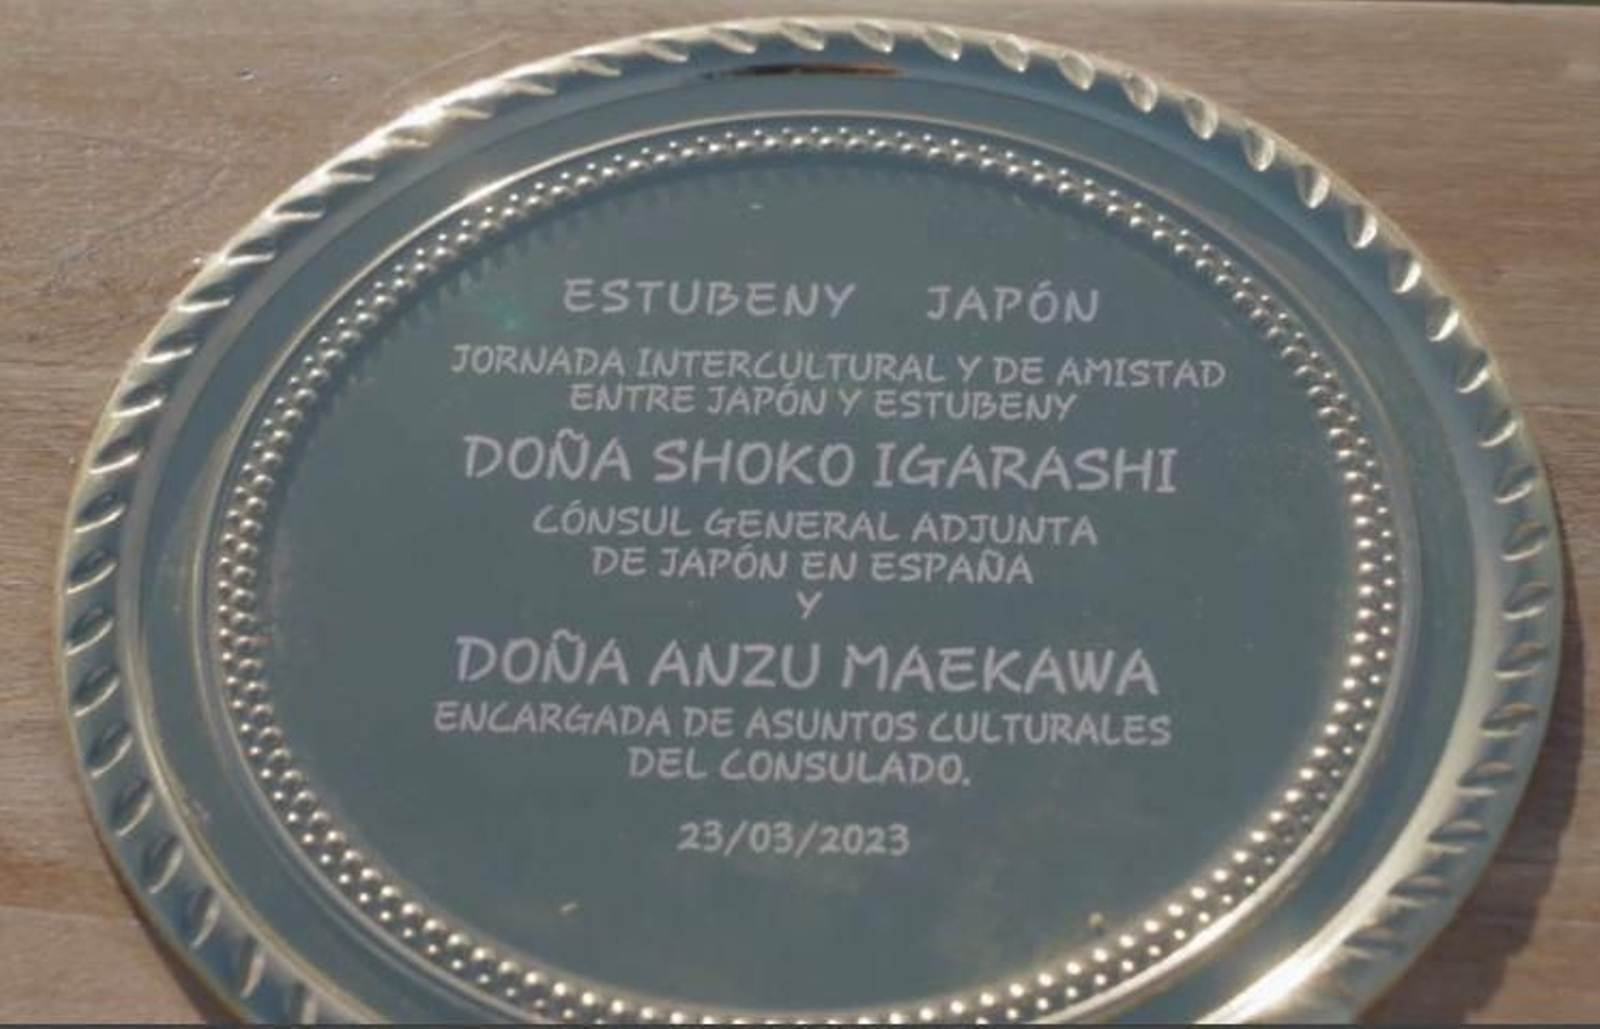 ESTUBENY JAPÓN
JORNADA INTERCULTURAL Y DE AMISTAD
ENTRE JAPÓN Y ESTUBENY
DOÑA SHOKO IGARASHI
CÓNSUL GENERAL ADJUNTA
DE JAPÓN EN ESPAÑA
Y
DOÑA ANZU MAEKAWA
ENCARGADA DE ASUNTOS CULTURALES
DEL CONSULADO.
23/03/2023